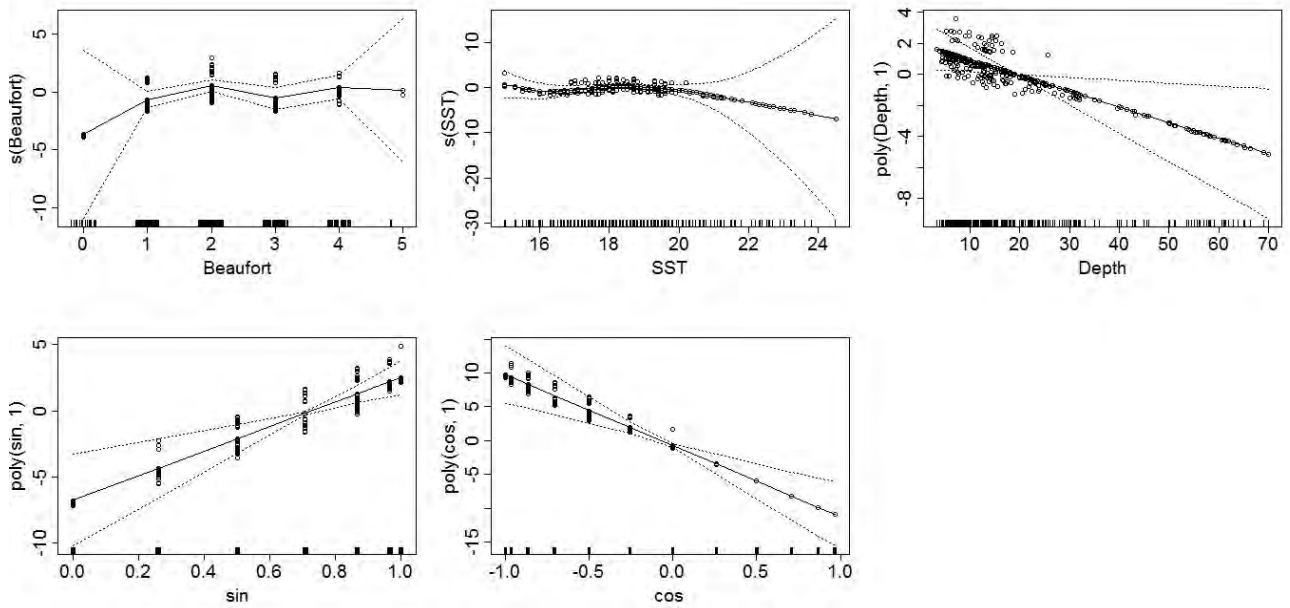 s(Beaufort)
5
0
-5
-10
0 1 2 3 4 5
Beaufort
s(SST)
10
0
-10
-20
-30
16 18 20 22 24
SST
poly(Depth, 1)
4
2
0
-4
-8
10 20 30 40 50 60 70
Depth
poly(sin, 1)
5
0
-5
-10
0.0 0.2 0.4 0.6 0.8 1.0
sin
poly(cos, 1)
10
5
0
-5
-15
-1.0 -0.5 0.0 0.5 1.0
cos